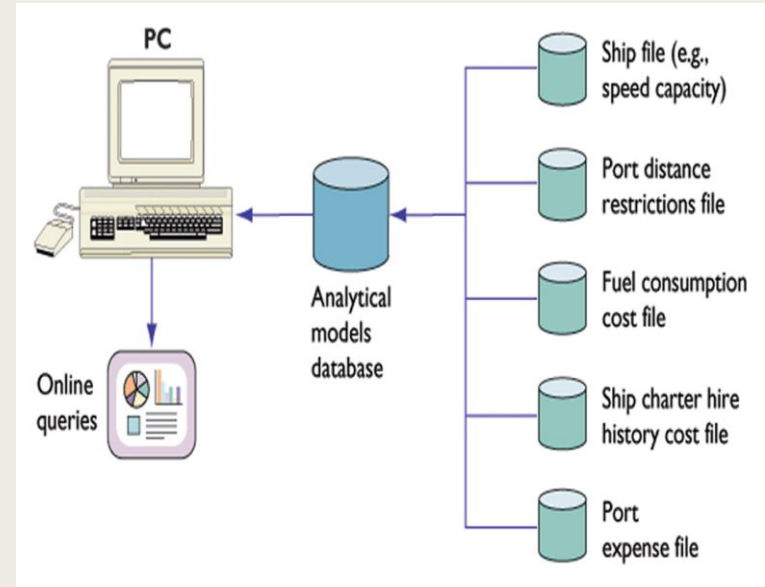 PC
Ship file (e.g.,
speed capacity)
Port distance
restrictions file
Fuel consumption
cost file
Analytical
models
database
Online
queries
Ship charter hire
history cost file
Port
expense file